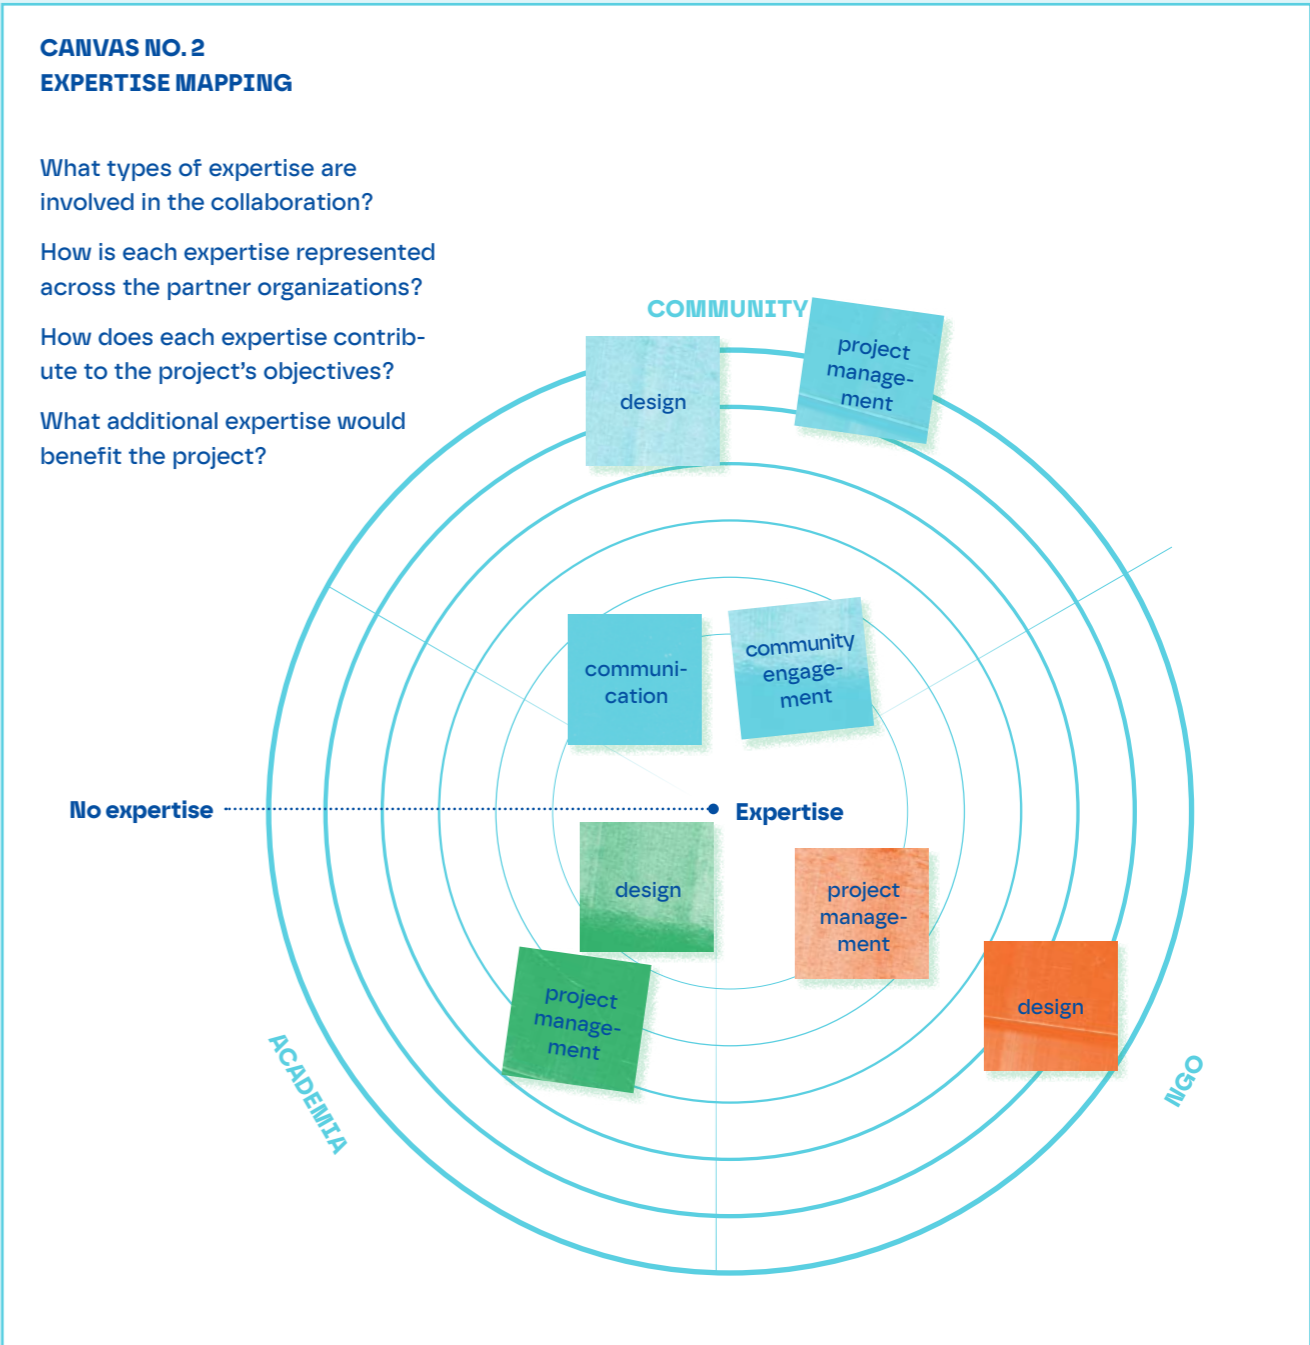 CANVAS NO. 2
EXPERTISE MAPPING
What types of expertise are
involved in the collaboration?
How is each expertise represented
across the partner organizations?
How does each expertise contrib-
ute to the project's objectives?
What additional expertise would
benefit the project?
COMMUNITY
design
project
manage-
ment
communi-
cation
community
engage-
ment
No expertise
Expertise
design
project
manage-
ment
project
manage-
ment
design
ACADEMIA
NGO